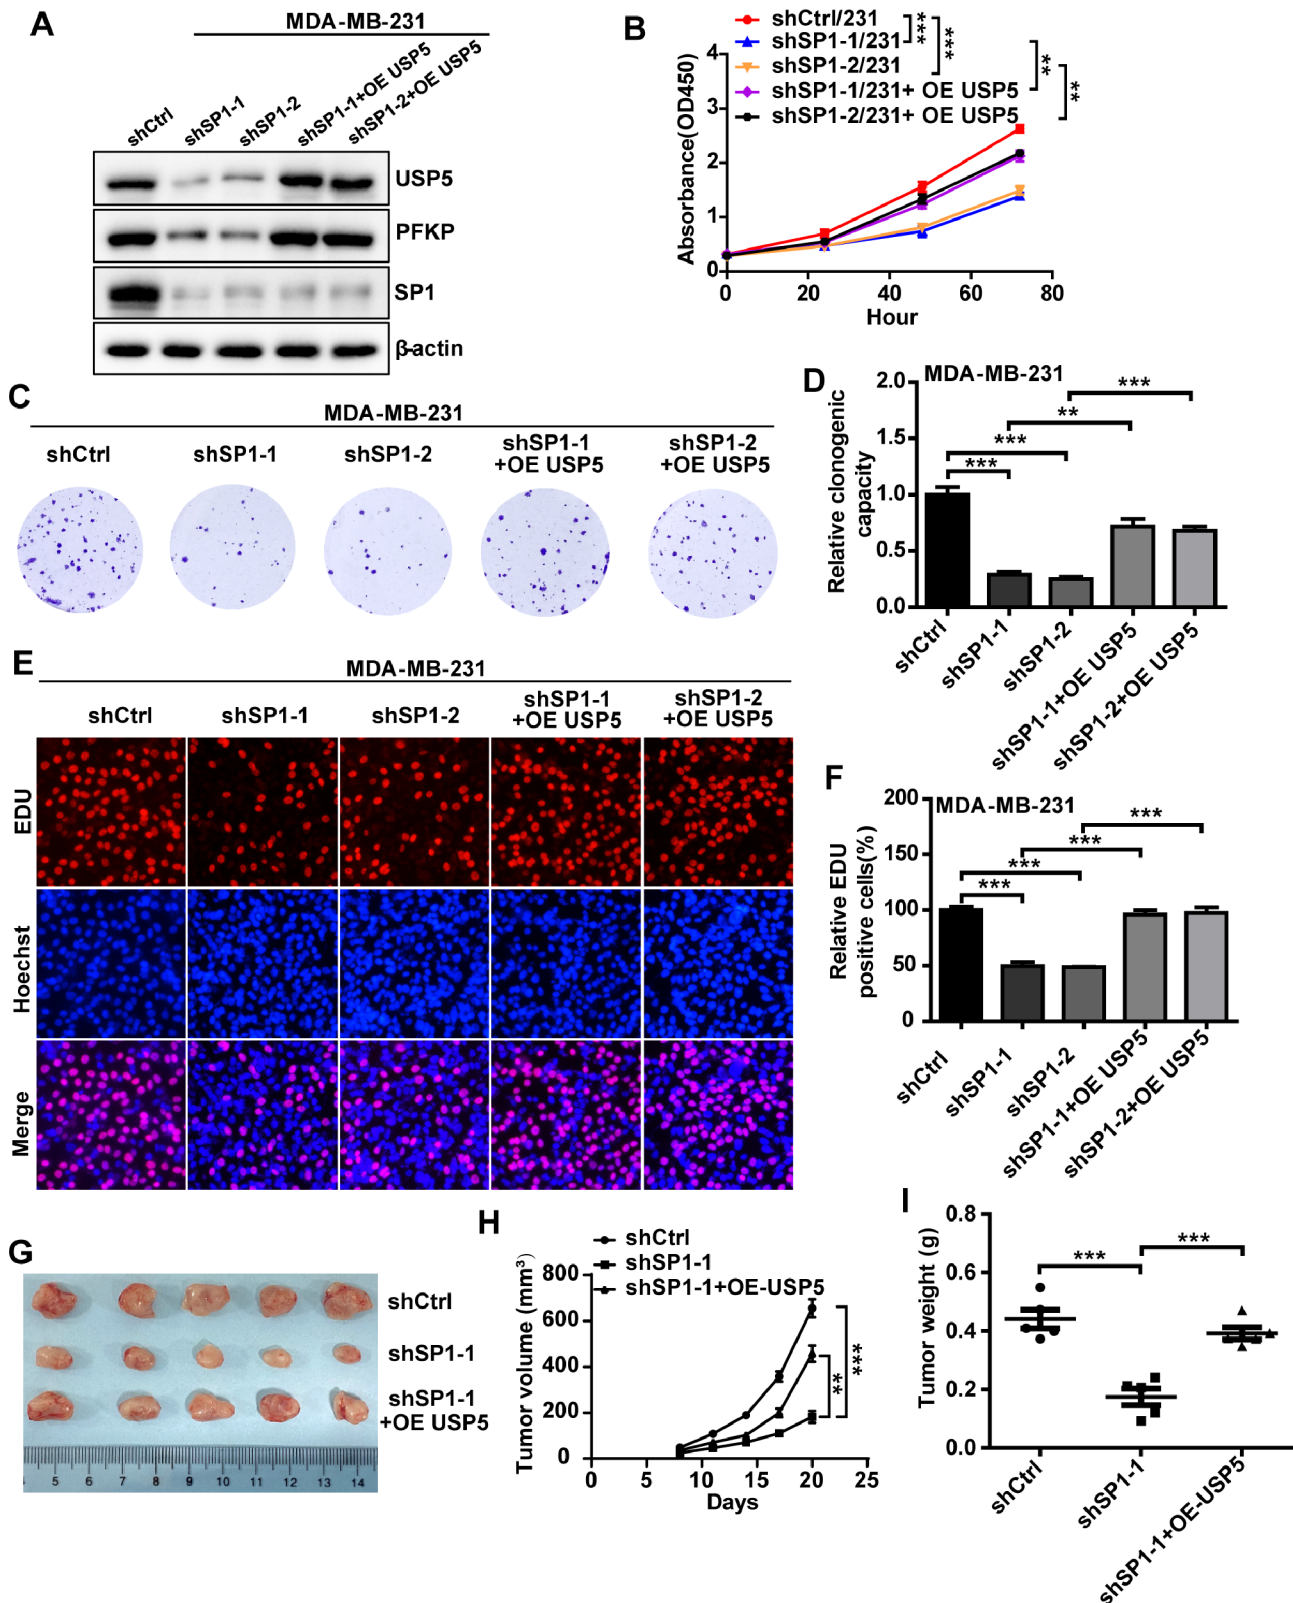 A
MDA-MB-231
shCtrl
shSP1-1
shSP1-2
shSP1-1+OE USP5
shSP1-2+OE USP5
USP5
PFKP
SP1
β-actin
B
shCtrl/231
shSP1-1/231
shSP1-2/231
shSP1-1/231+ OE USP5
shSP1-2/231+ OE USP5
***
***
**
**
Absorbance(OD450)
4
3
2
1
0
0 20 40 60 80
Hour
C
MDA-MB-231
shCtrl
shSP1-1
shSP1-2
shSP1-1
+OE USP5
shSP1-2
+OE USP5
D
MDA-MB-231
Relative clonogenic
capacity
2.0
1.5
1.0
0.5
0.0
***
**
***
***
shCtrl
shSP1-1
shSP1-2
shSP1-1+OE USP5
shSP1-2+OE USP5
E
MDA-MB-231
shCtrl
shSP1-1
shSP1-2
shSP1-1
+OE USP5
shSP1-2
+OE USP5
EDU
Hoechst
Merge
F
MDA-MB-231
Relative EDU
positive cells(%)
200
150
100
50
0
***
***
***
***
shCtrl
shSP1-1
shSP1-2
shSP1-1+OE USP5
shSP1-2+OE USP5
G
shCtrl
shSP1-1
shSP1-1
+OE USP5
5 6 7 8 9 10 11 12 13 14
H
shCtrl
shSP1-1
shSP1-1+OE-USP5
Tumor volume (mm³)
800
600
400
200
0
0 5 10 15 20 25
Days
**
***
I
Tumor weight (g)
0.8
0.6
0.4
0.2
0.0
***
***
shCtrl
shSP1-1
shSP1-1+OE-USP5